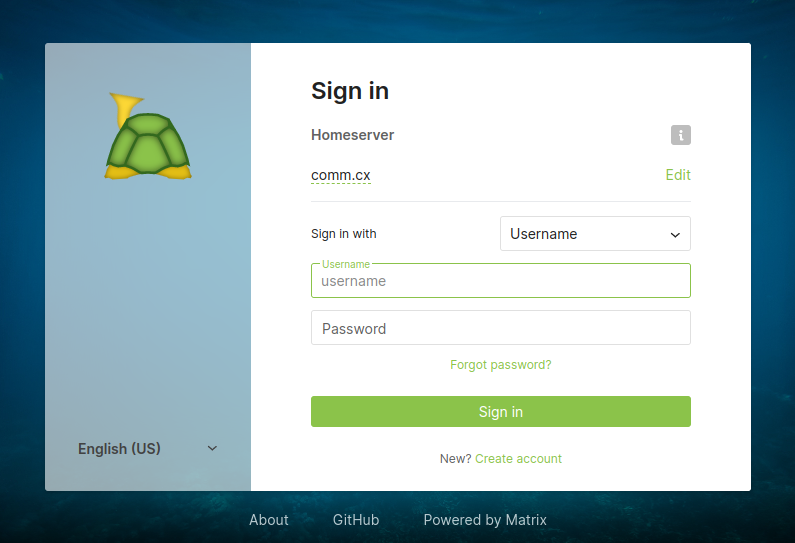 Sign in
Homeserver
comm.cx
Edit
Sign in with
Username
Username
username
Password
Forgot password?
Sign in
New? Create account
English (US)
About GitHub Powered by Matrix